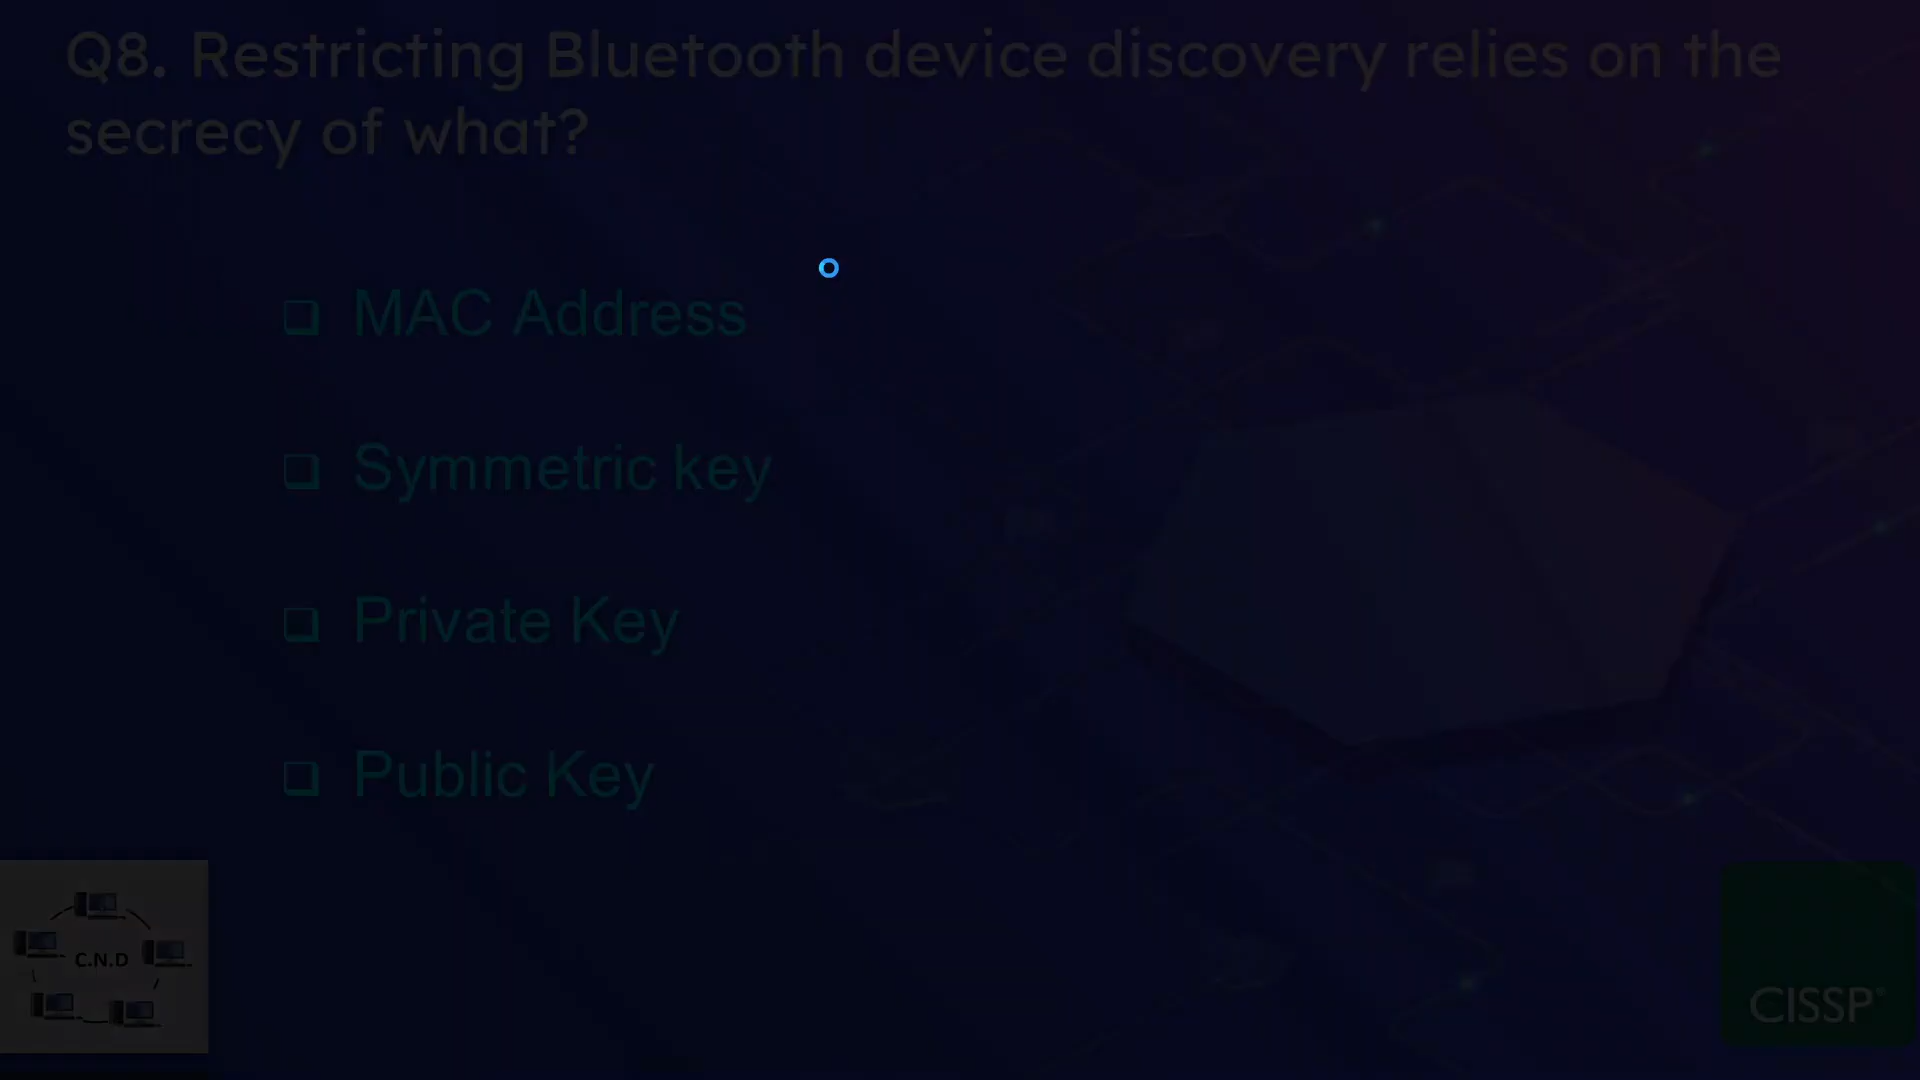 Q8. Restricting Bluetooth device discovery relies on the
secrecy of what?
MAC Address
Symmetric key
Private Key
Public Key
C.N.D
CISSP®